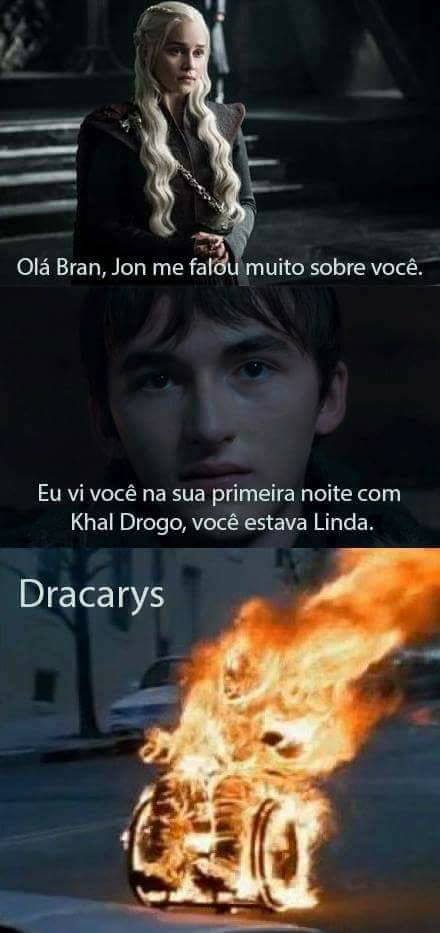 Olá Bran, Jon me falou muito sobre você.
Eu vi você na sua primeira noite com
Khal Drogo, você estava Linda.
Dracarys